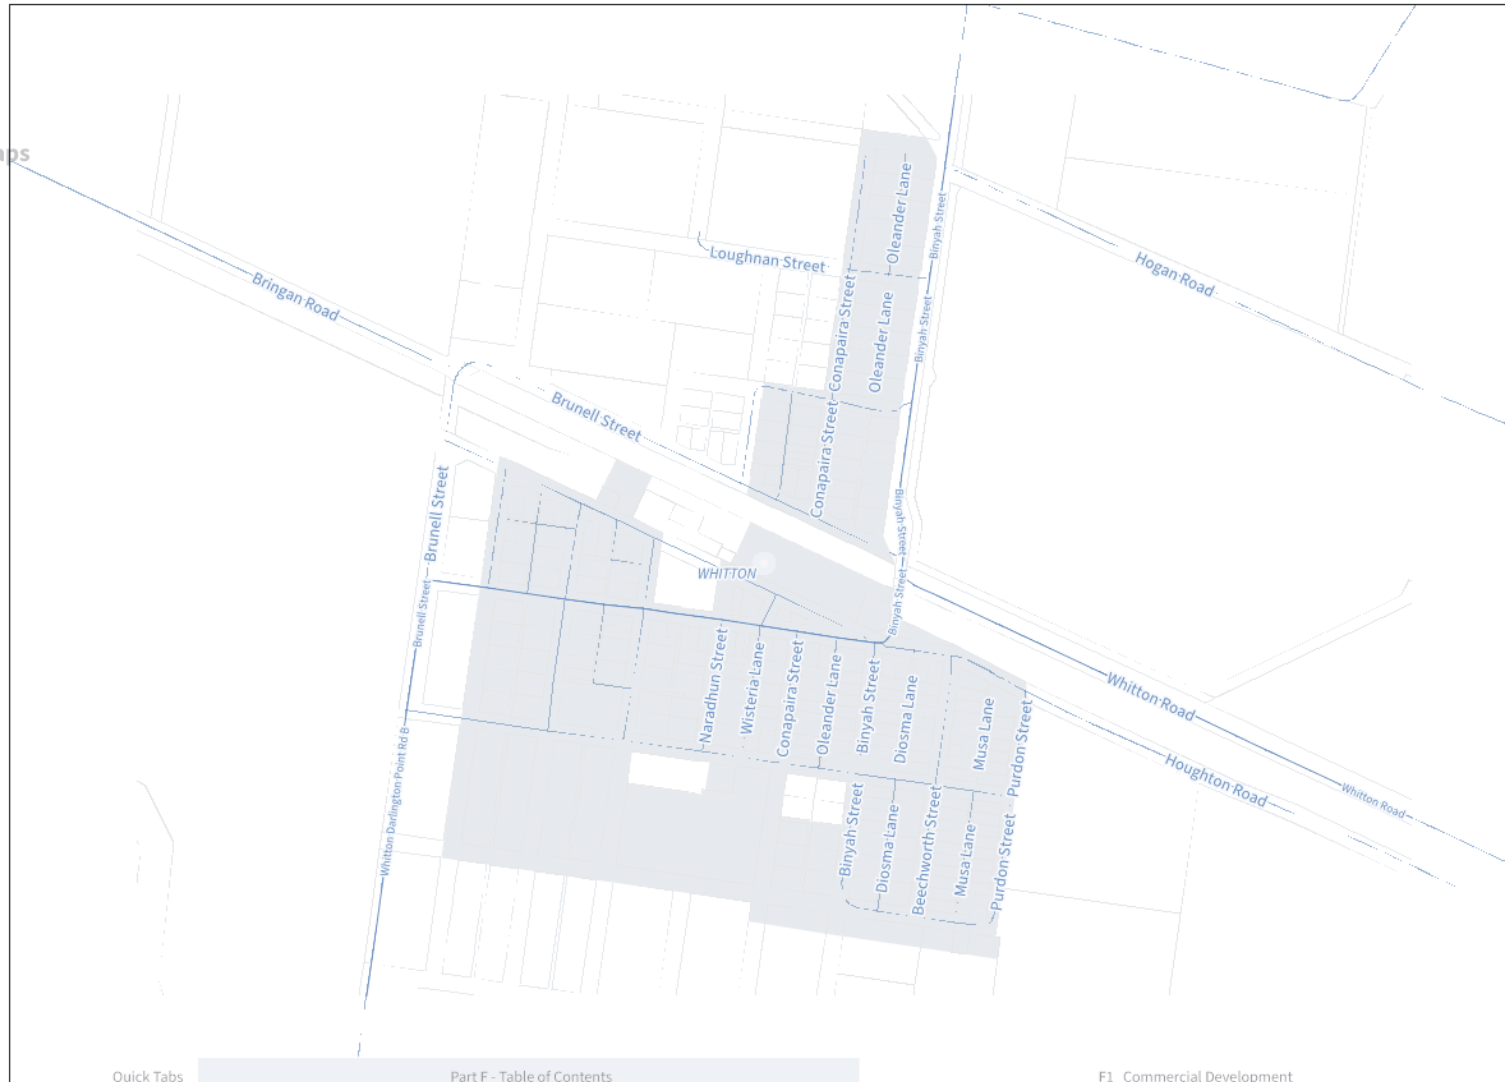 aps
Oleander Lane
Binyah Street
Loughnan Street
Hogan Road
Bringan Road
Conapaira Street
Oleander Lane
Binyah Street
Brunell Street
Conapaira Street
Brunell Street
Binyah Street
WHITTON
Binyah Street
Brunell Street
Naradhun Street
Wisteria Lane
Conapaira Street
Oleander Lane
Binyah Street
Diosma Lane
Musa Lane
Purdon Street
Whitton Road
Houghton Road
Whitton Road
Whitton Darlington Point Rd B
Binyah Street
Diosma Lane
Beechworth Street
Musa Lane
Purdon Street
Quick Tabs
Part F - Table of Contents
F1 Commercial Development